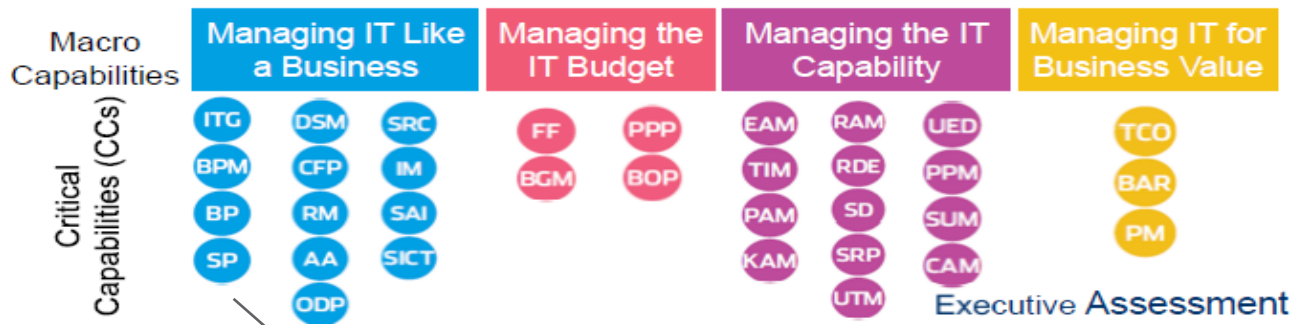 Macro
Capabilities
Managing IT Like
a Business
Managing the
IT Budget
Managing the IT
Capability
Managing IT for
Business Value
Critical
Capabilities (CCs)
ITG DSM SRC
BPM CFP IM
BP RM SAI
SP AA SICT
ODP
FF PPP
BGM BOP
EAM RAM UED
TIM RDE PPM
PAM SD SUM
KAM SRP CAM
UTM
TCO
BAR
PM
Executive Assessment